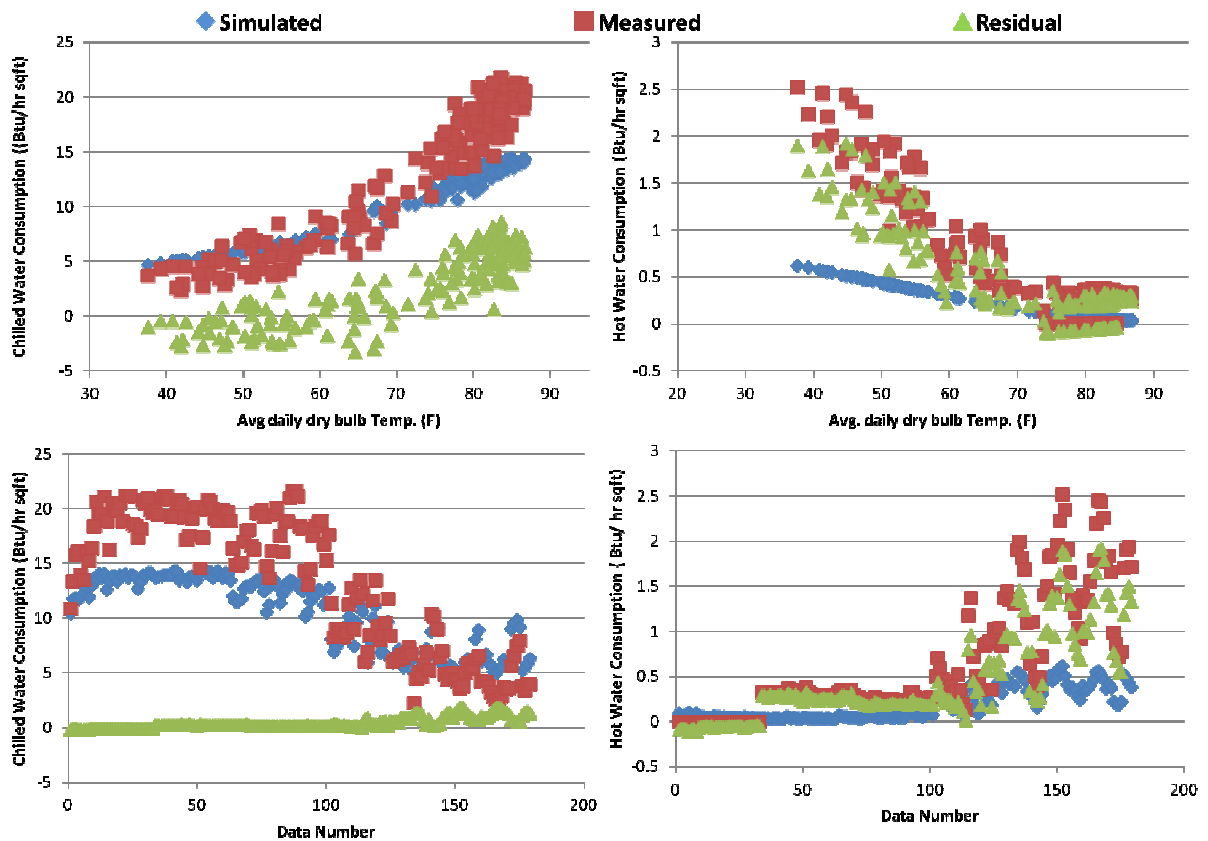 Simulated Measured Residual
Chilled Water Consumption ((Btu/hr sqft)
25
20
15
10
5
0
-5
30 40 50 60 70 80 90
Avg daily dry bulb Temp. (F)
Hot Water Consumption (Btu/hr sqft)
3
2.5
2
1.5
1
0.5
0
-0.5
20 30 40 50 60 70 80 90
Avg. daily dry bulb Temp. (F)
Chilled Water Consumption (Btu/hr sqft)
25
20
15
10
5
0
-5
0 50 100 150 200
Data Number
Hot Water Consumption ( Btu/ hr sqft)
3
2.5
2
1.5
1
0.5
0
-0.5
0 50 100 150 200
Data Number